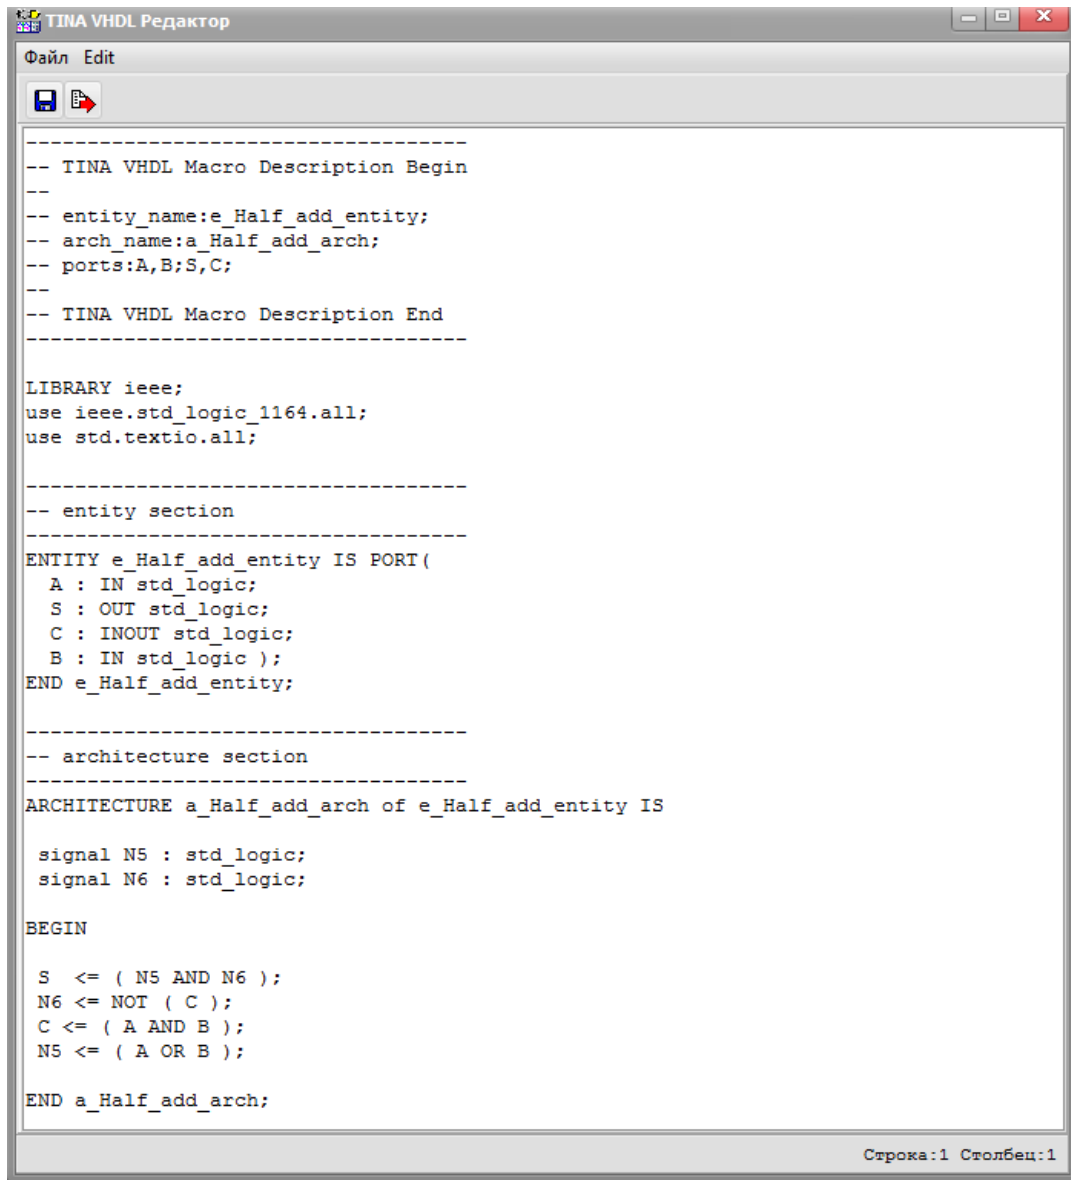 TINA VHDL Редактор
Файл Edit
------------------------------------
-- TINA VHDL Macro Description Begin
--
-- entity_name:e_Half_add_entity;
-- arch_name:a_Half_add_arch;
-- ports:A,B;S,C;
--
-- TINA VHDL Macro Description End
------------------------------------
LIBRARY ieee;
use ieee.std_logic_1164.all;
use std.textio.all;
------------------------------------
-- entity section
------------------------------------
ENTITY e_Half_add_entity IS PORT(
  A : IN std_logic;
  S : OUT std_logic;
  C : INOUT std_logic;
  B : IN std_logic );
END e_Half_add_entity;
------------------------------------
-- architecture section
------------------------------------
ARCHITECTURE a_Half_add_arch of e_Half_add_entity IS
 signal N5 : std_logic;
 signal N6 : std_logic;
BEGIN
 S  <= ( N5 AND N6 );
 N6 <= NOT ( C );
 C <= ( A AND B );
 N5 <= ( A OR B );
END a_Half_add_arch;
Строка:1 Столбец:1